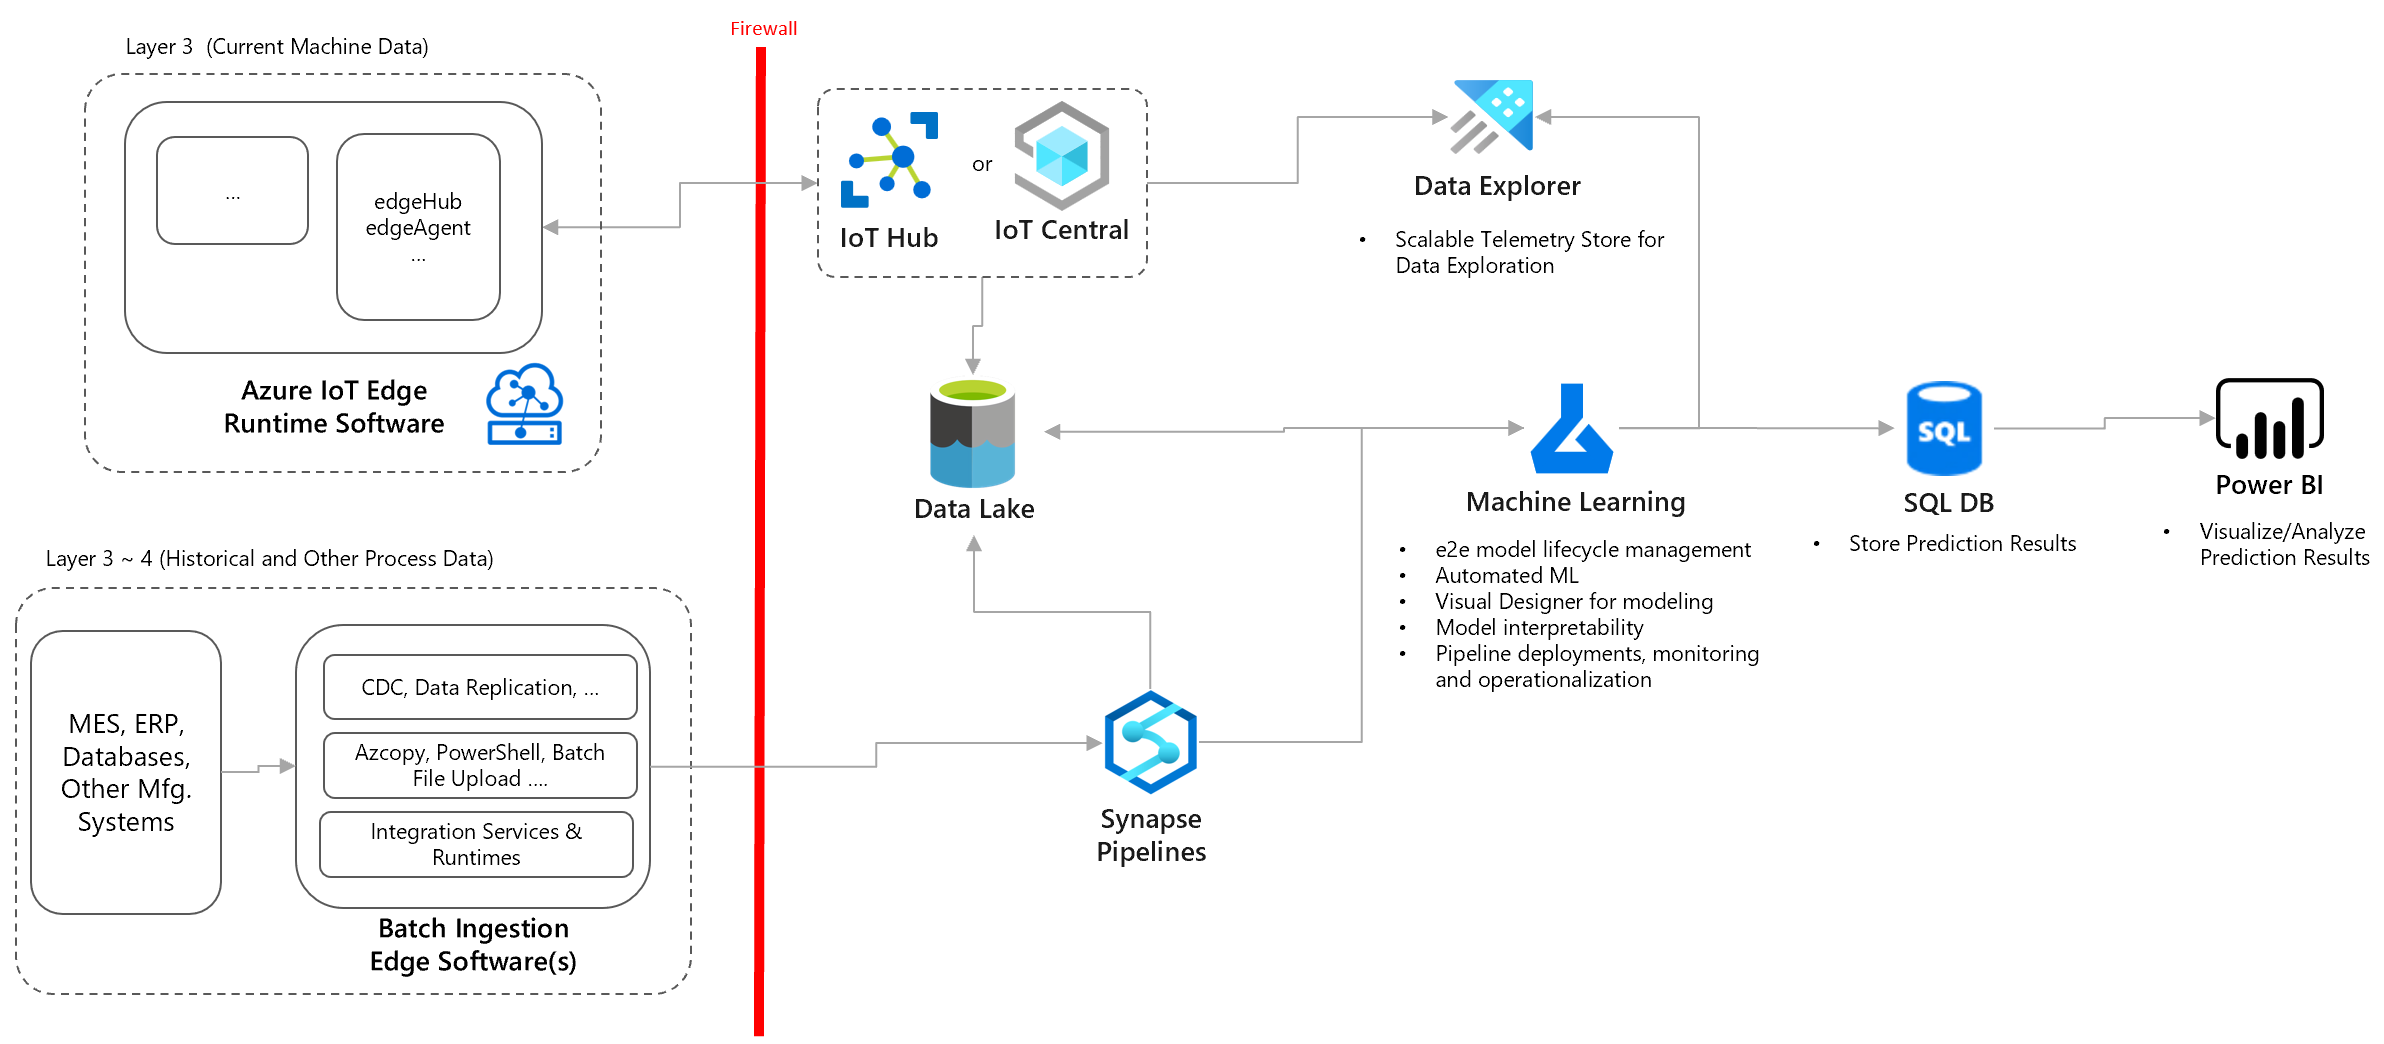 Firewall
Layer 3  (Current Machine Data)
...
edgeHub
edgeAgent
...
Azure IoT Edge
Runtime Software
IoT Hub
or
IoT Central
Data Explorer
• Scalable Telemetry Store for
Data Exploration
Data Lake
Machine Learning
• e2e model lifecycle management
• Automated ML
• Visual Designer for modeling
• Model interpretability
• Pipeline deployments, monitoring
and operationalization
SQL
SQL DB
• Store Prediction Results
Power BI
• Visualize/Analyze
Prediction Results
Layer 3 ~ 4 (Historical and Other Process Data)
MES, ERP,
Databases,
Other Mfg.
Systems
CDC, Data Replication, ...
Azcopy, PowerShell, Batch
File Upload ....
Integration Services &
Runtimes
Batch Ingestion
Edge Software(s)
Synapse
Pipelines